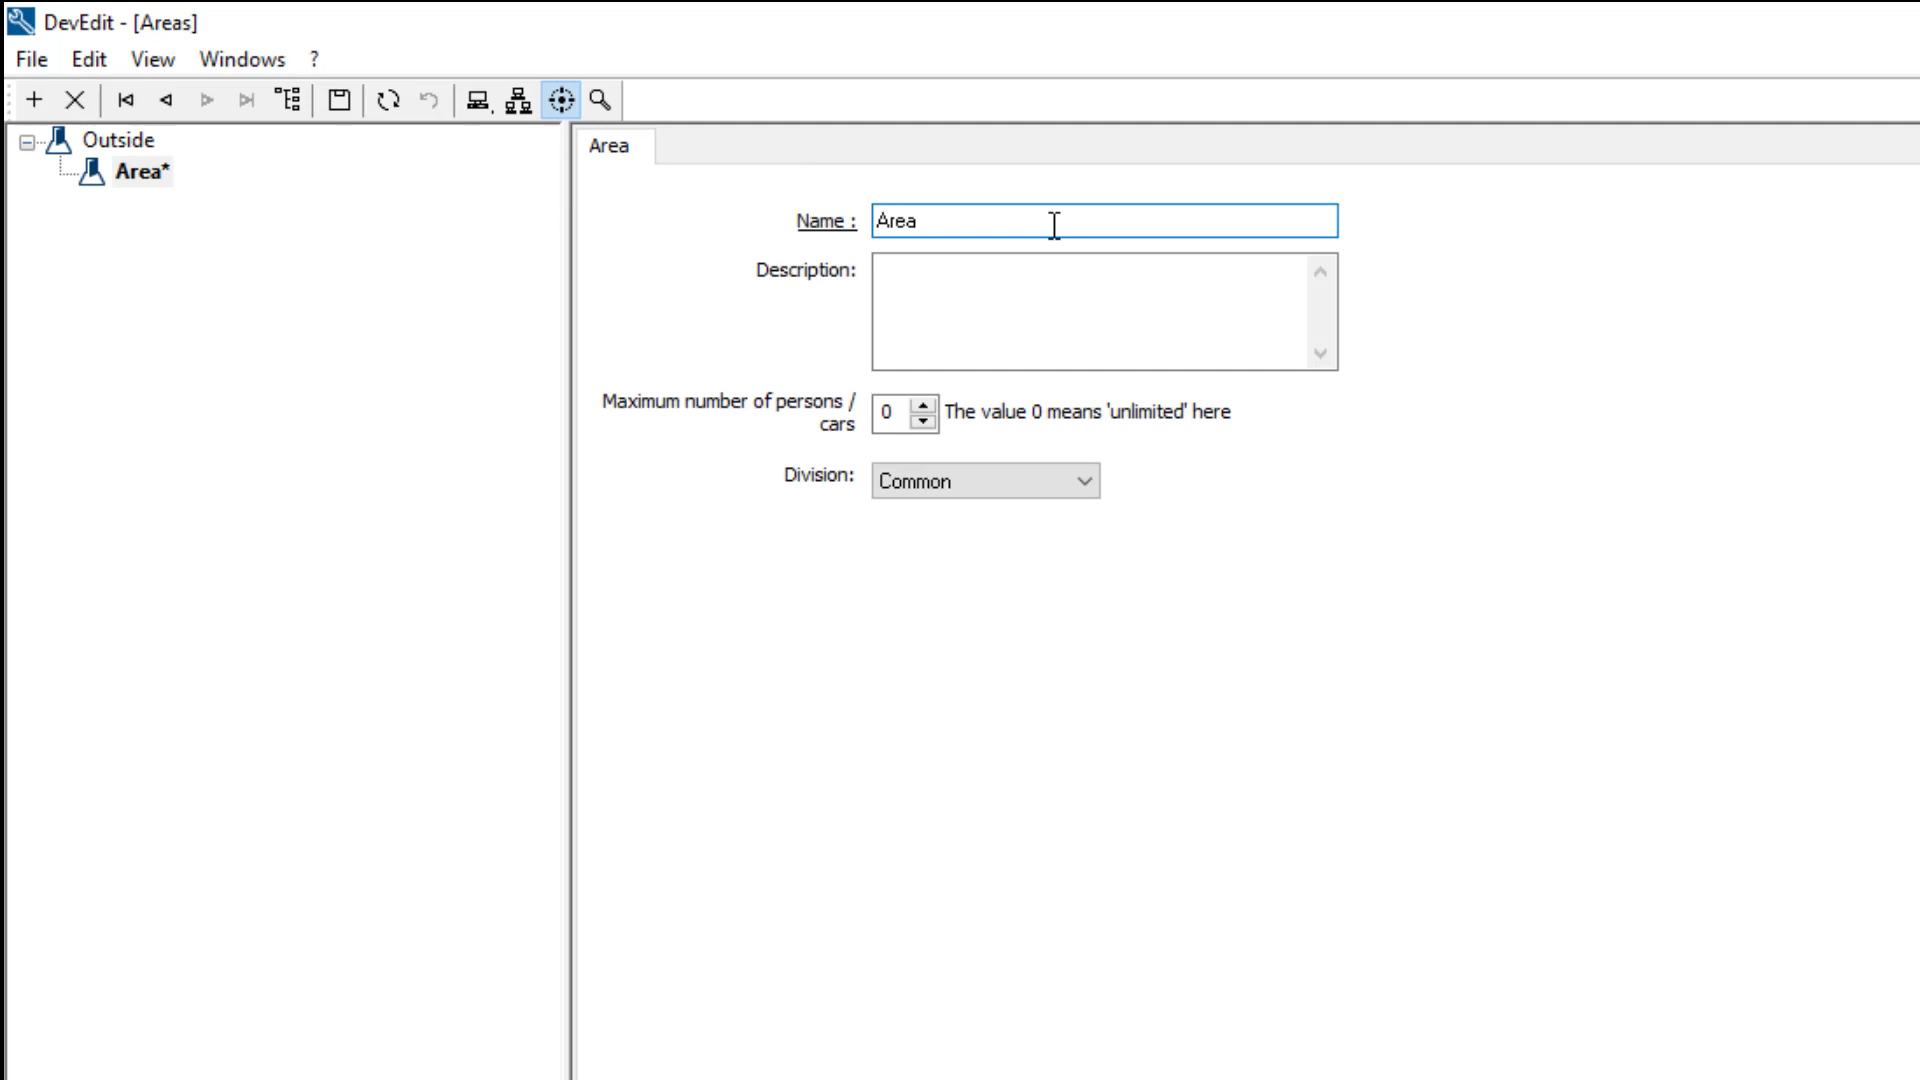 DevEdit - [Areas]
File Edit View Windows ?
Outside
Area*
Area
Name : Area
Description:
Maximum number of persons /
cars 0 The value 0 means 'unlimited' here
Division: Common